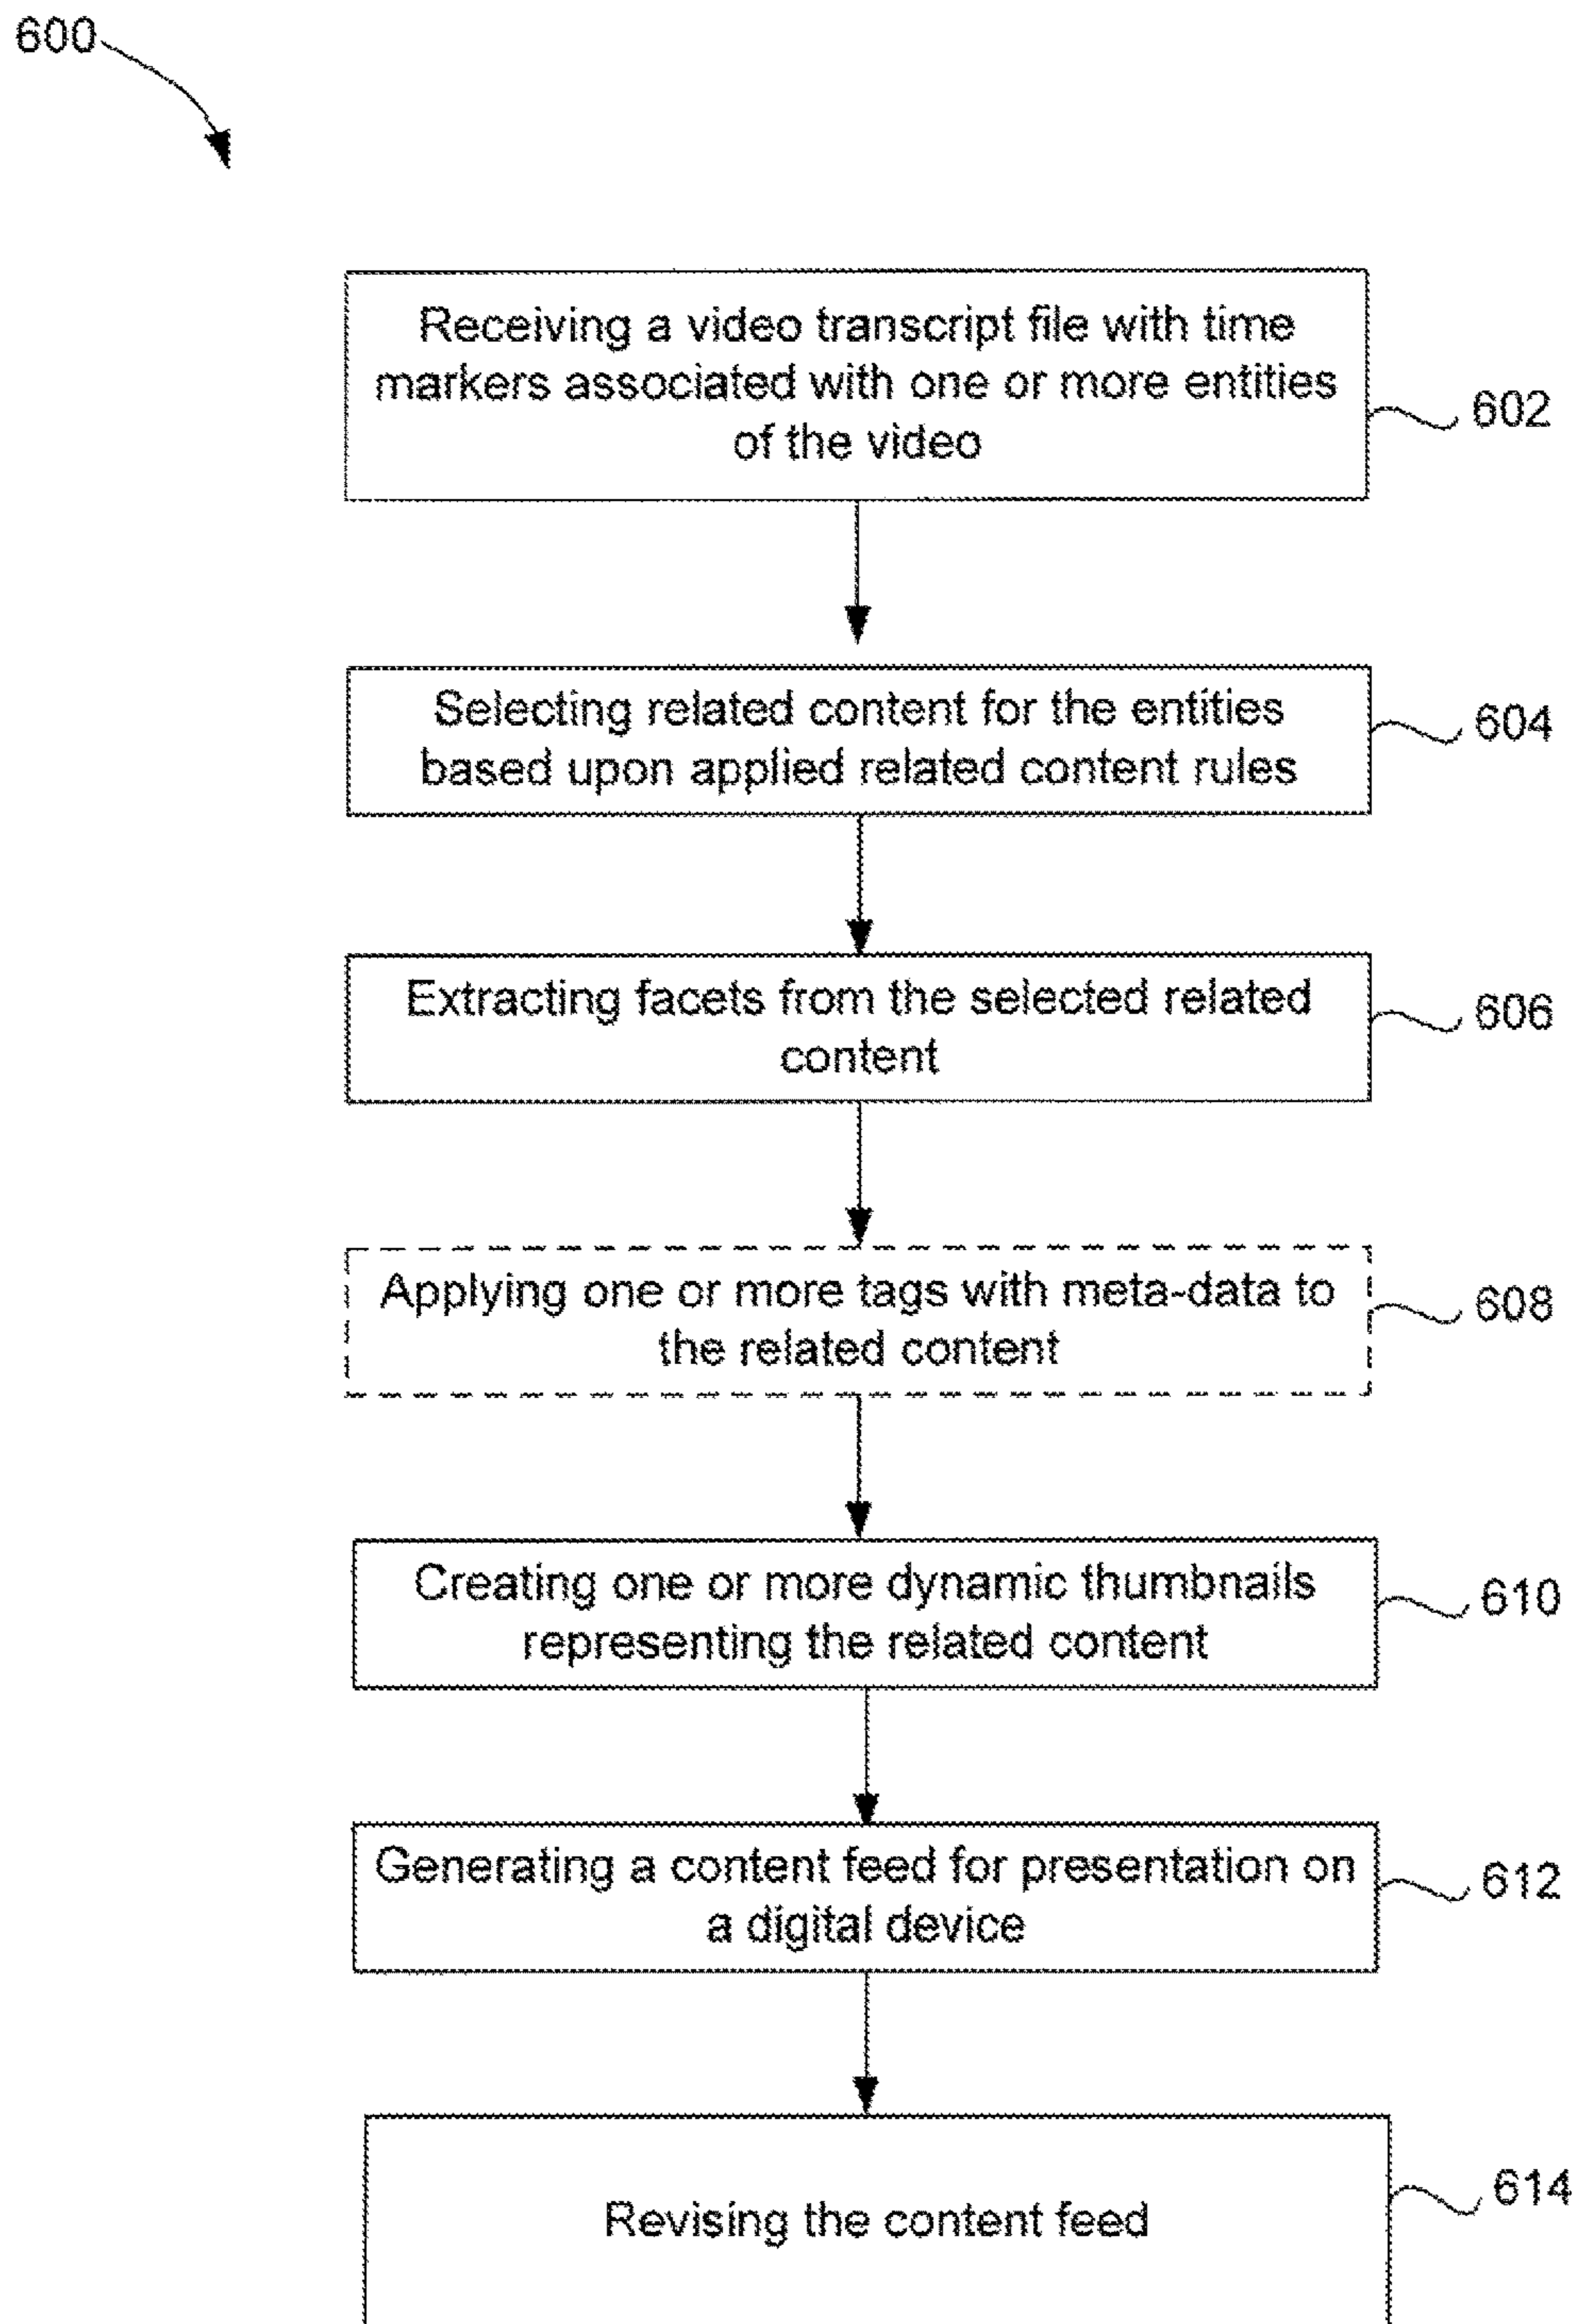 600
Receiving a video transcript file with time
markers associated with one or more entities
of the video
602
Selecting related content for the entities
based upon applied related content rules
604
Extracting facets from the selected related
content
606
Applying one or more tags with meta-data to
the related content
608
Creating one or more dynamic thumbnails
representing the related content
610
Generating a content feed for presentation on
a digital device
612
Revising the content feed
614